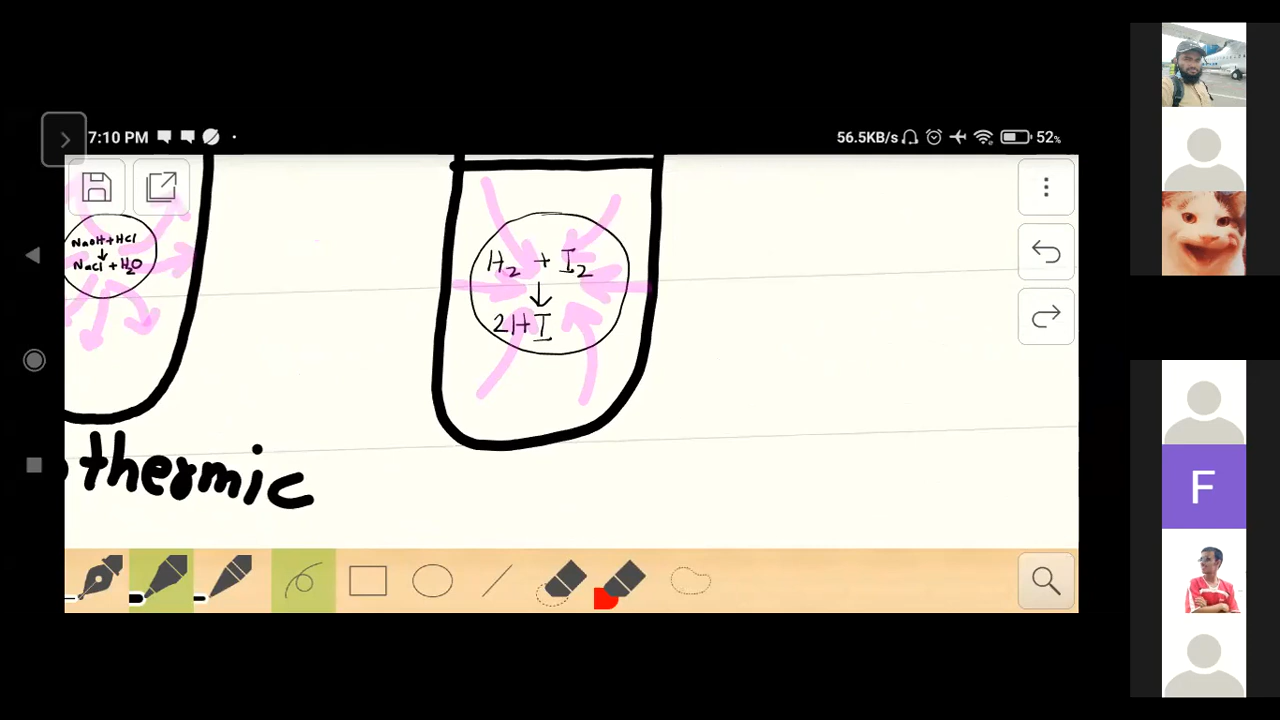 7:10 PM
56.5KB/s 52%
NaOH+HCl
↓
NaCl + H₂O
H₂ + I₂
↓
2HI
thermic
F